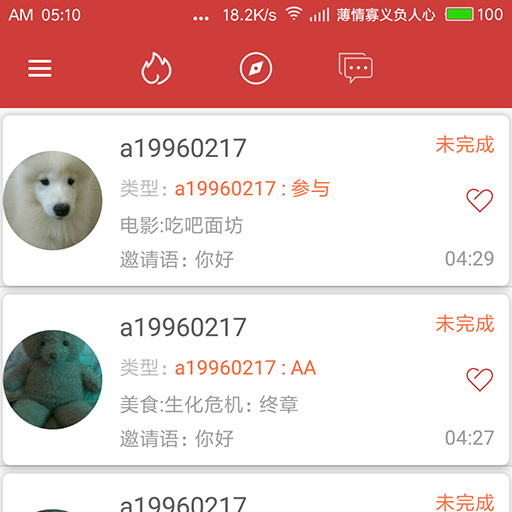 AM 05:10 ... 18.2K/s 薄情寡义负人心 100
a19960217 未完成
类型: a19960217 : 参与
电影:吃吧面坊
邀请语: 你好 04:29
a19960217 未完成
类型: a19960217 : AA
美食:生化危机: 终章
邀请语: 你好 04:27
a19960217 未完成